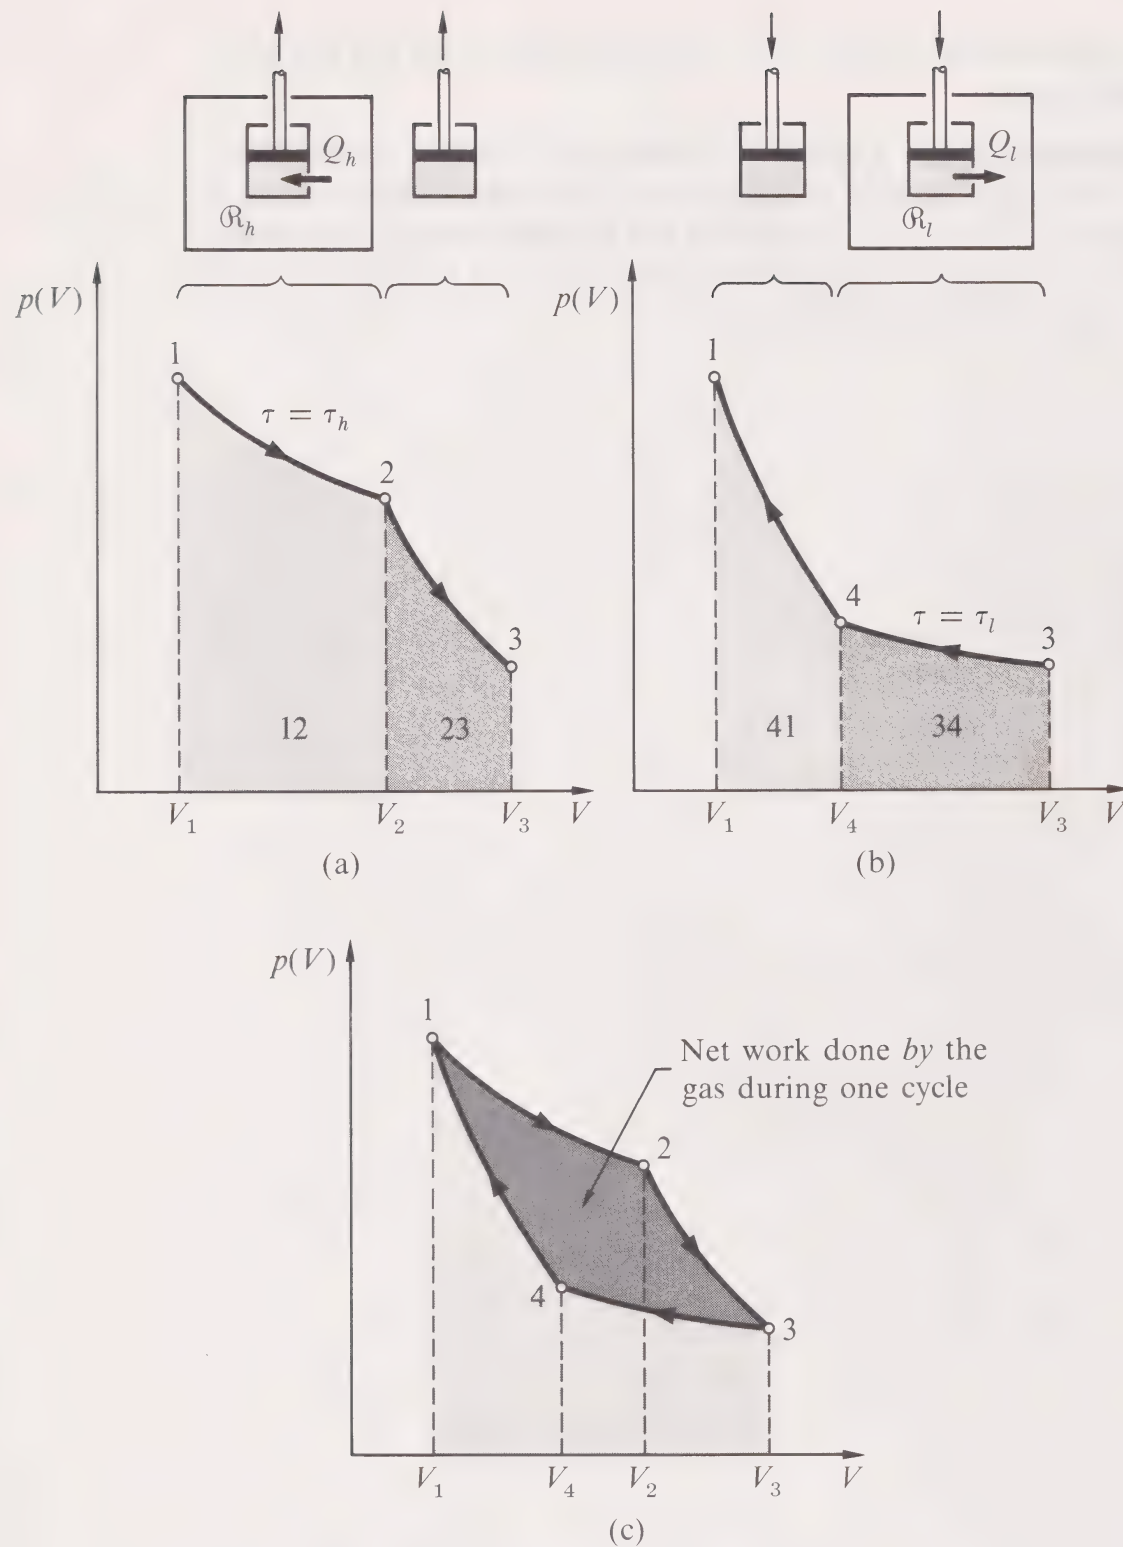 Q_h
ℛ_h
Q_l
ℛ_l
p(V)
1
τ = τ_h
2
3
12
23
V_1
V_2
V_3
V
(a)
p(V)
1
4
τ = τ_l
3
41
34
V_1
V_4
V_3
V
(b)
p(V)
1
Net work done by the
gas during one cycle
2
4
3
V_1
V_4
V_2
V_3
V
(c)